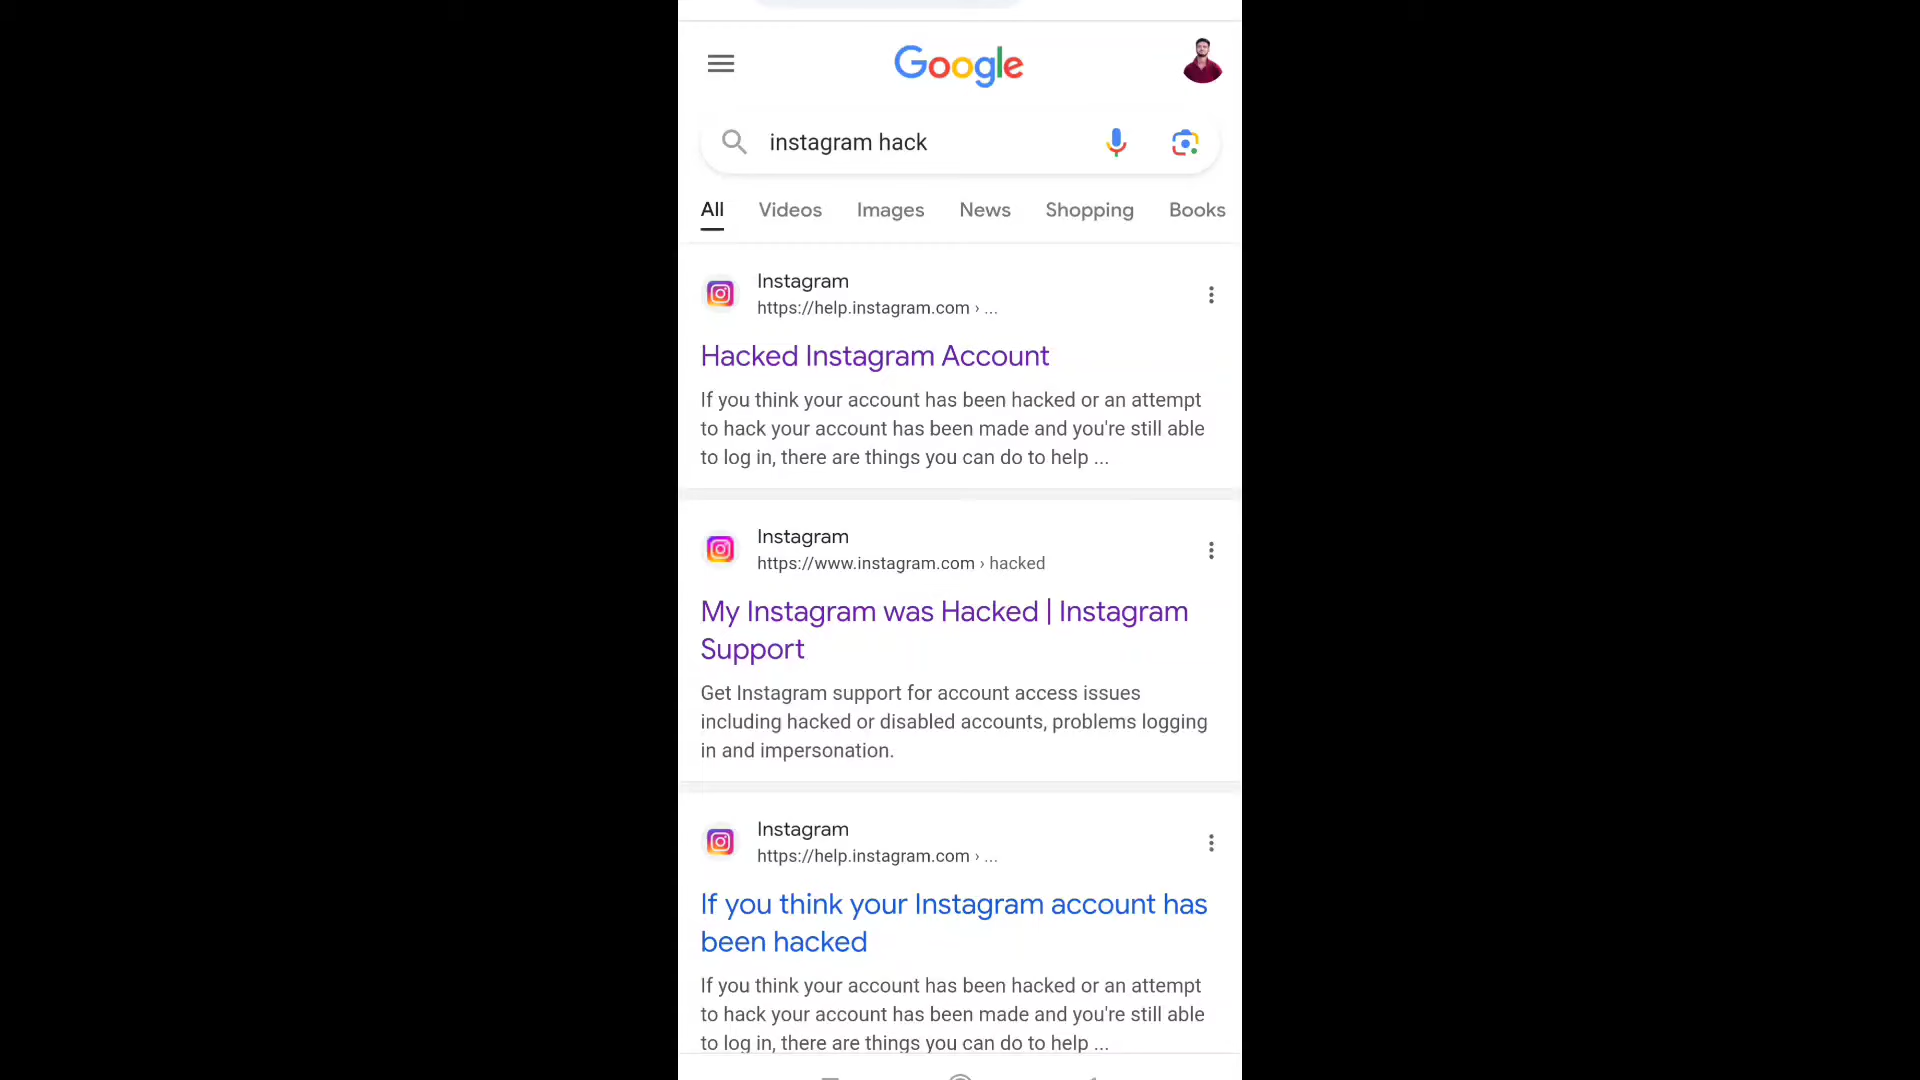 Google
instagram hack
All Videos Images News Shopping Books
Instagram
https://help.instagram.com › ...
Hacked Instagram Account
If you think your account has been hacked or an attempt
to hack your account has been made and you're still able
to log in, there are things you can do to help ...
Instagram
https://www.instagram.com › hacked
My Instagram was Hacked | Instagram
Support
Get Instagram support for account access issues
including hacked or disabled accounts, problems logging
in and impersonation.
Instagram
https://help.instagram.com › ...
If you think your Instagram account has
been hacked
If you think your account has been hacked or an attempt
to hack your account has been made and you're still able
to log in, there are things you can do to help ...